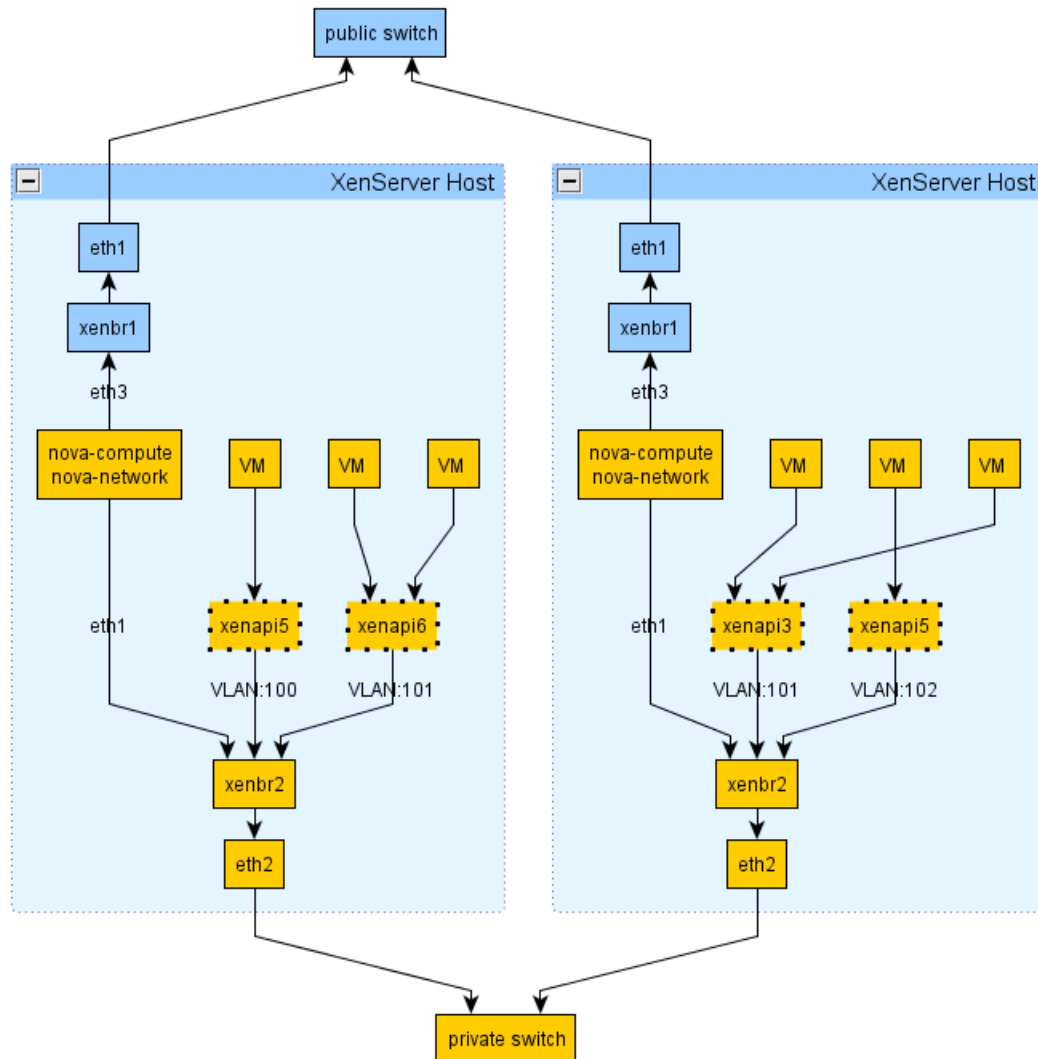 public switch
XenServer Host
XenServer Host
eth1
eth1
xenbr1
xenbr1
eth3
eth3
nova-compute
nova-network
VM
VM
VM
nova-compute
nova-network
VM
VM
VM
eth1
xenapi5
xenapi6
eth1
xenapi3
xenapi5
VLAN:100
VLAN:101
VLAN:101
VLAN:102
xenbr2
xenbr2
eth2
eth2
private switch